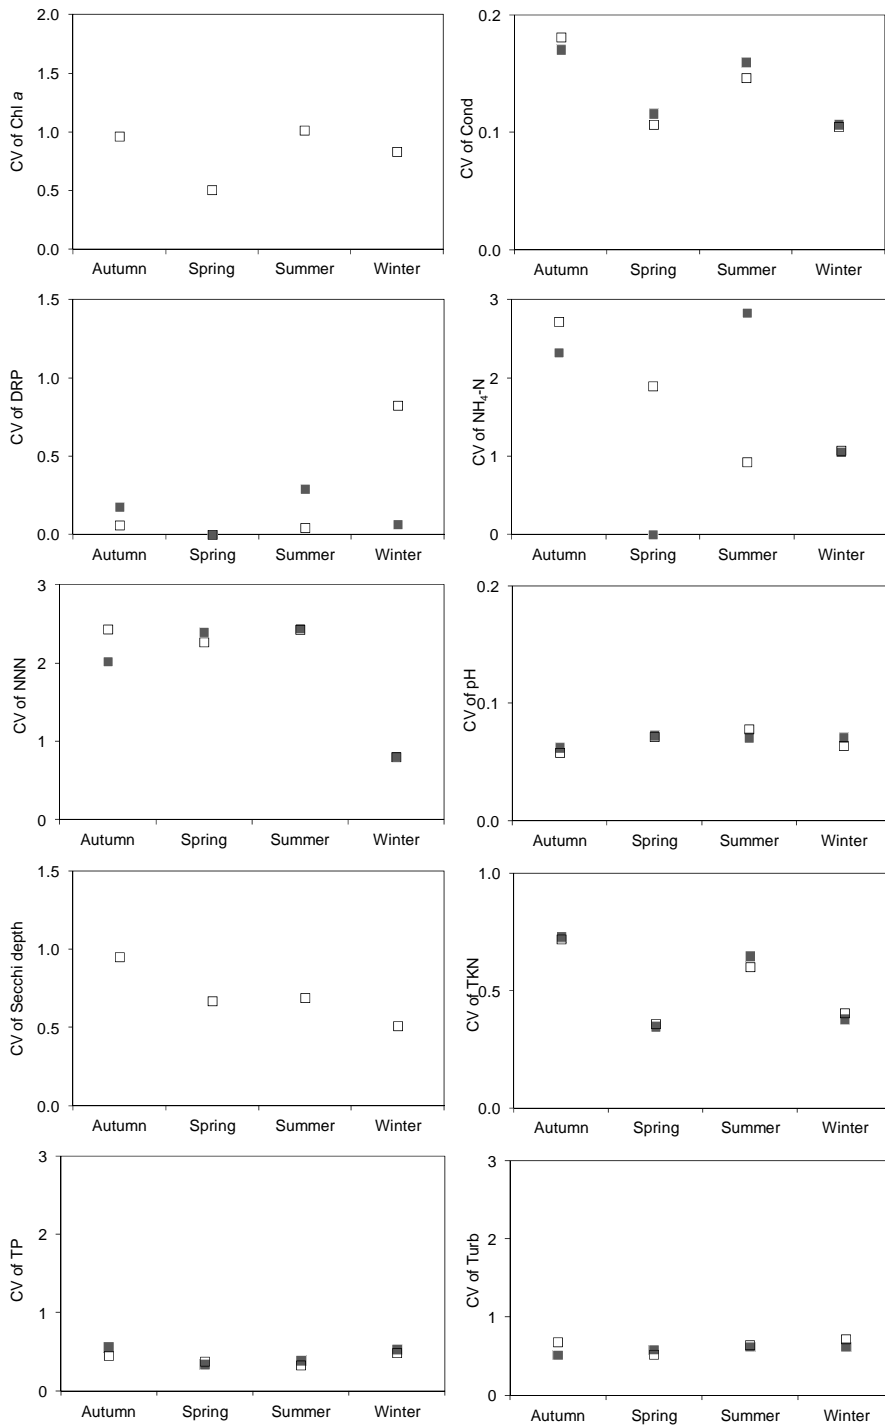 CV of Chl a
2.0
1.5
1.0
0.5
0.0
Autumn Spring Summer Winter
CV of Cond
0.2
0.1
0.0
Autumn Spring Summer Winter
CV of DRP
1.5
1.0
0.5
0.0
Autumn Spring Summer Winter
CV of NH₄-N
3
2
1
0
Autumn Spring Summer Winter
CV of NNN
3
2
1
0
Autumn Spring Summer Winter
CV of pH
0.2
0.1
0.0
Autumn Spring Summer Winter
CV of Secchi depth
1.5
1.0
0.5
0.0
Autumn Spring Summer Winter
CV of TKN
1.0
0.5
0.0
Autumn Spring Summer Winter
CV of TP
3
2
1
0
Autumn Spring Summer Winter
CV of Turb
3
2
1
0
Autumn Spring Summer Winter